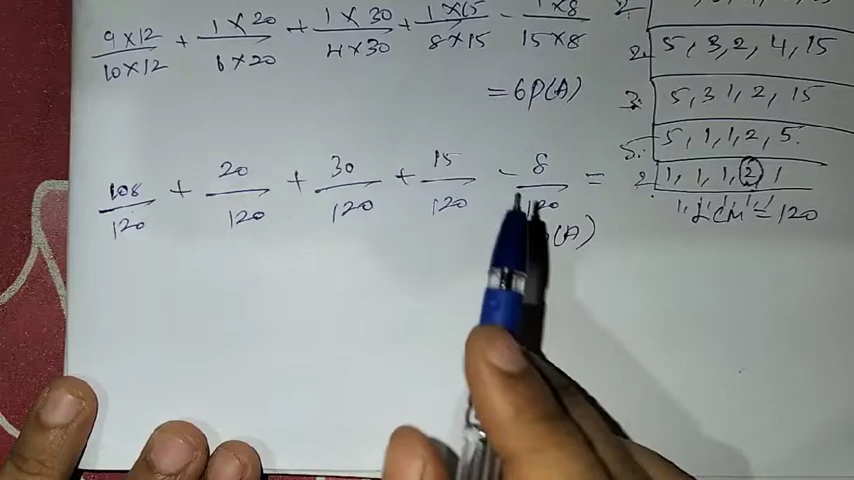 9×12/10×12 + 1×20/6×20 + 1×30/4×30 + 1×15/8×15 - 1×8/15×8
= 6P(A)
108/120 + 20/120 + 30/120 + 15/120 - 8/120 =
(A)
2 5, 3, 2, 4, 15
3 5, 3 1, 2, 15
5 5, 1, 1, 2, 5.
2 1, 1, 1, 2, 1
LCM = 120